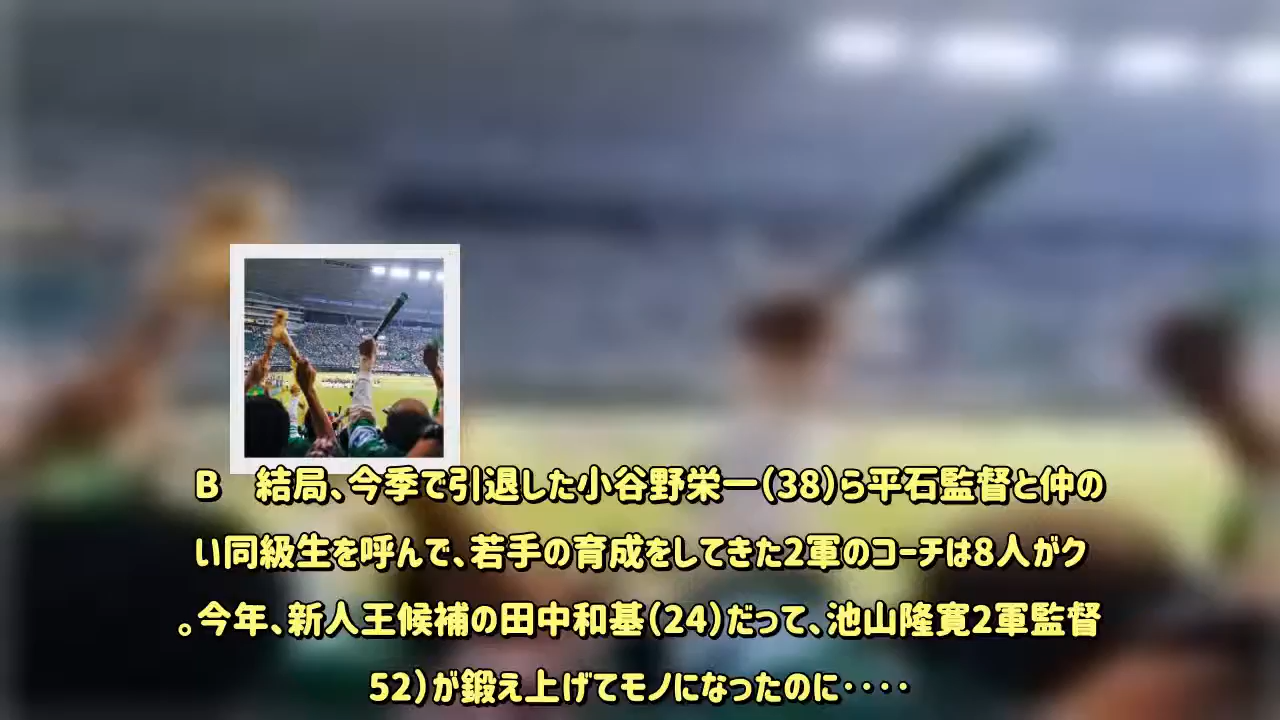 B　結局､今季で引退した小谷野栄一(38)ら平石監督と仲の
い同級生を呼んで､若手の育成をしてきた2軍のコーチは8人がク
｡今年､新人王候補の田中和基(24)だって､池山隆寛2軍監督
52)が鍛え上げてモノになったのに････